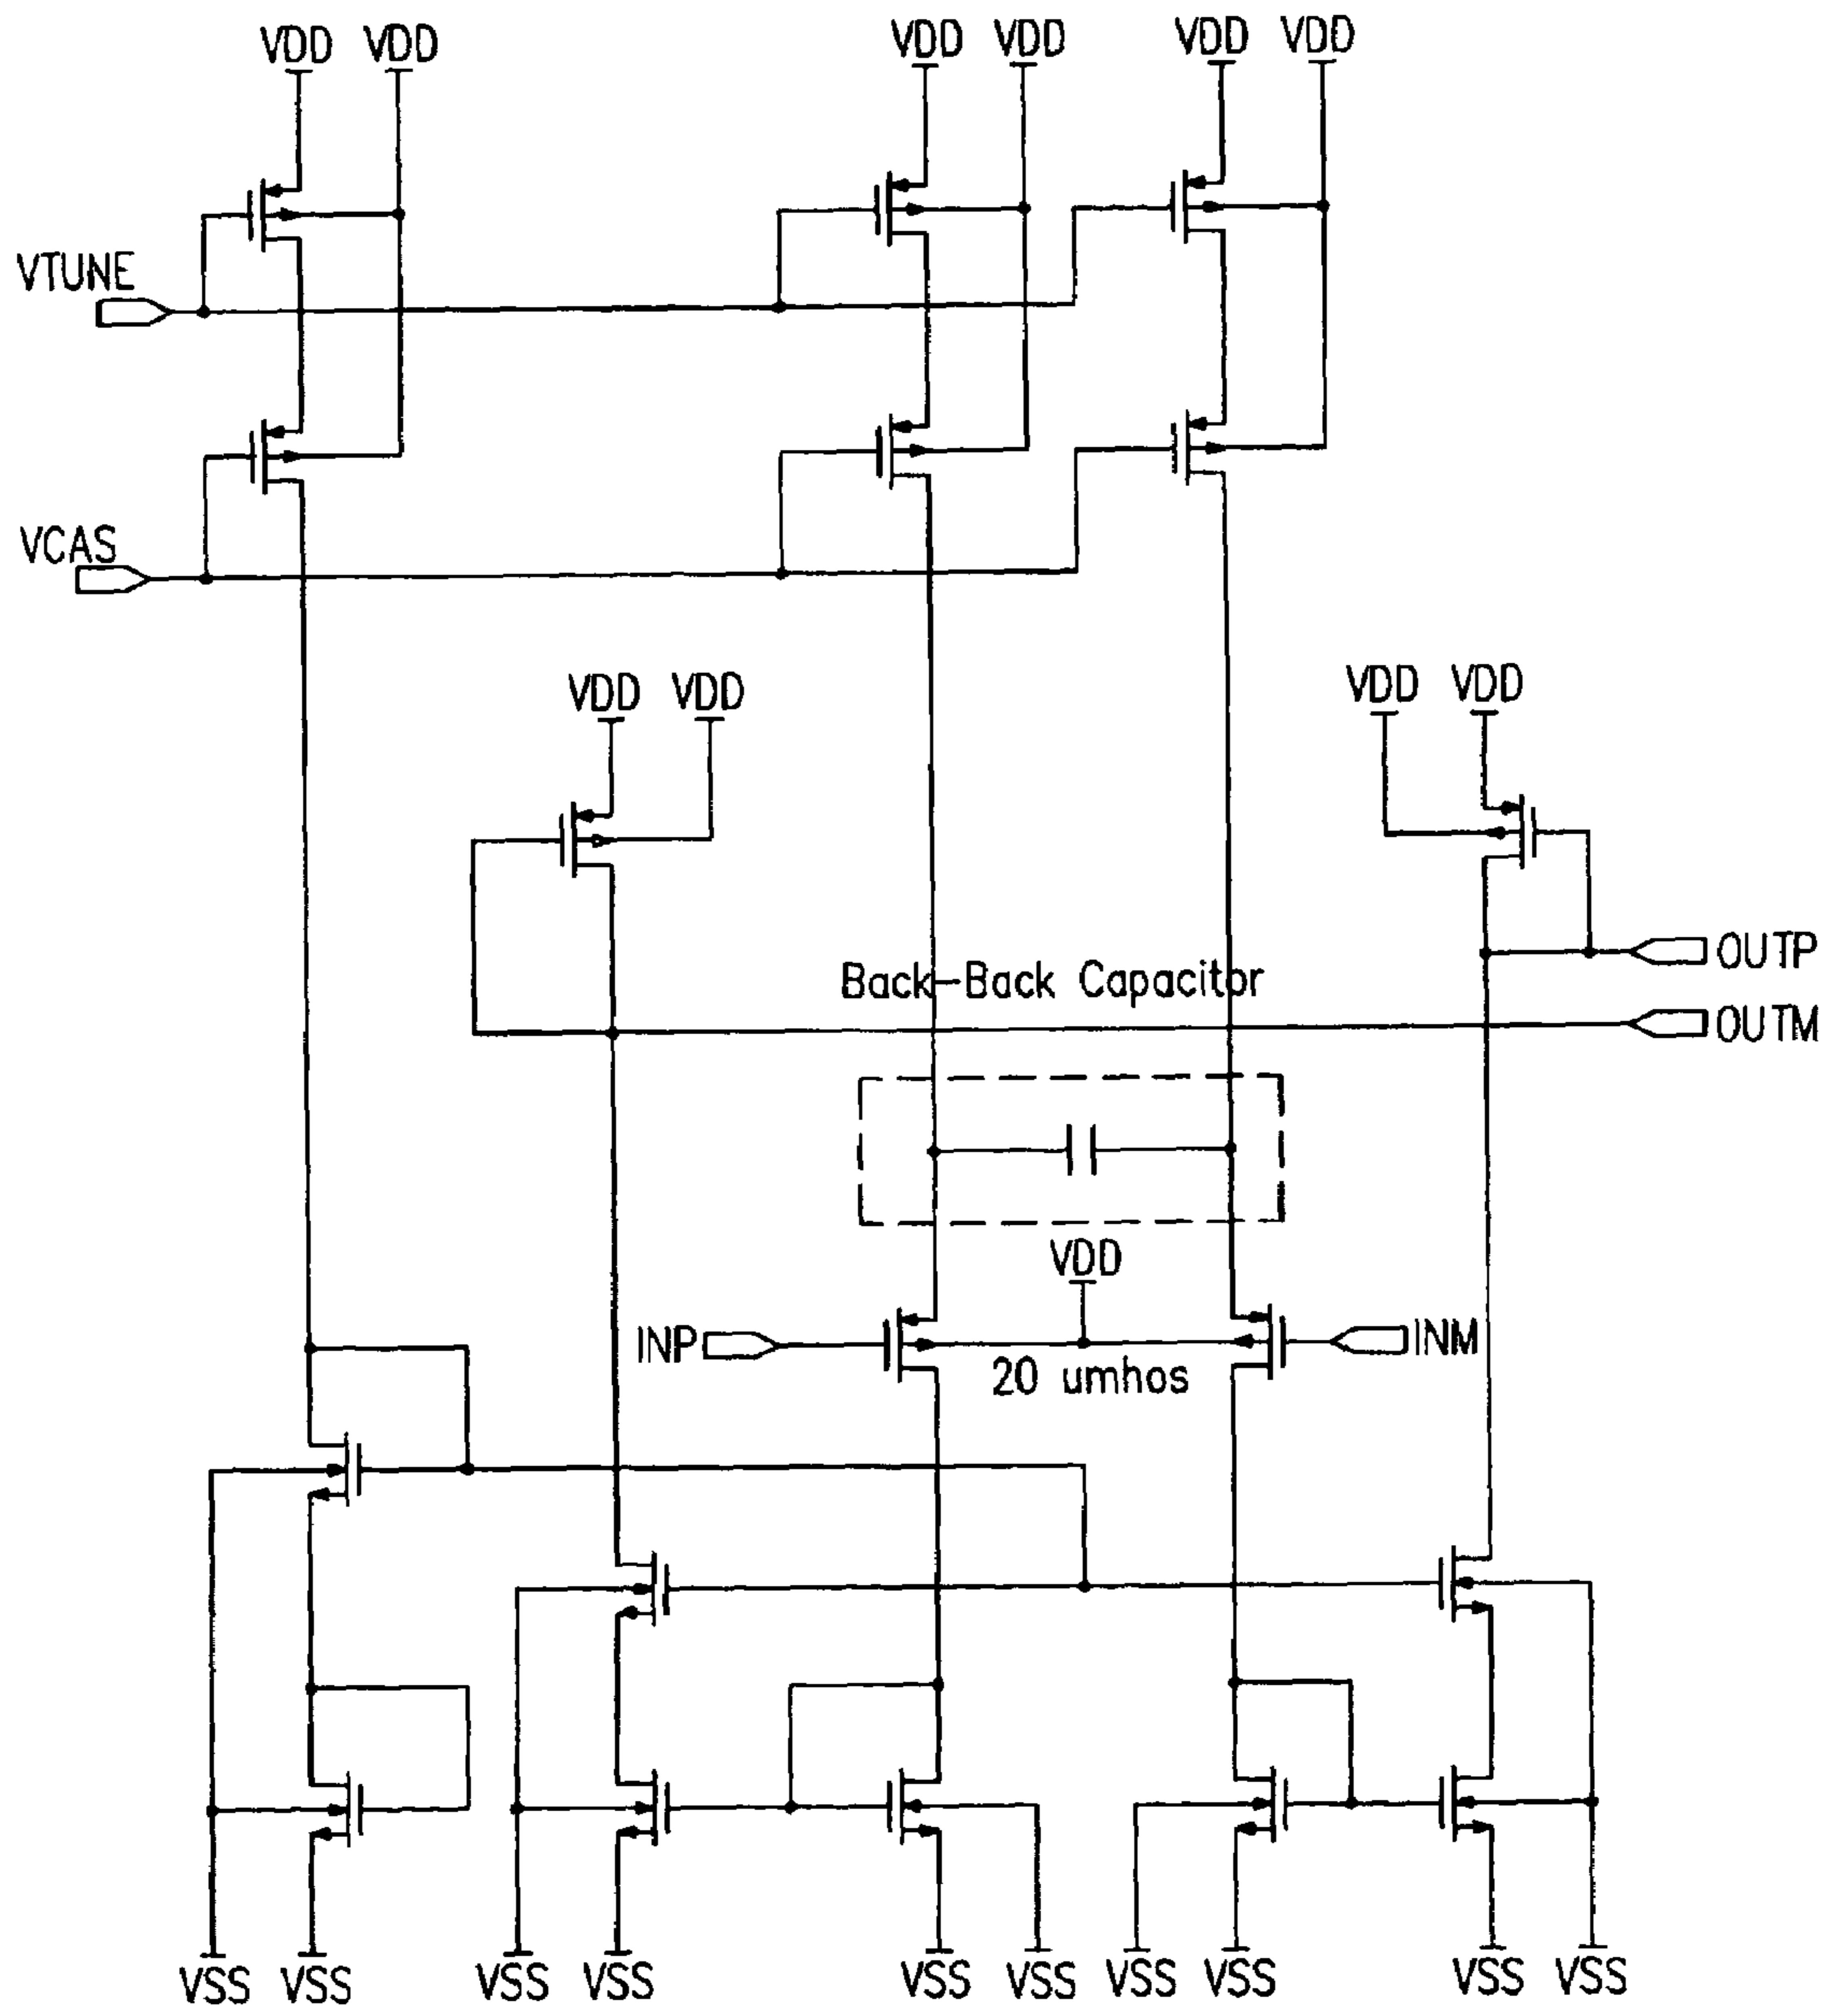 VDD VDD VDD VDD VDD VDD
VTUNE
VCAS
VDD VDD VDD VDD
OUTP
Back-Back Capacitor
OUTM
VDD
INP INM
20 umhos
VSS VSS VSS VSS VSS VSS VSS VSS VSS VSS